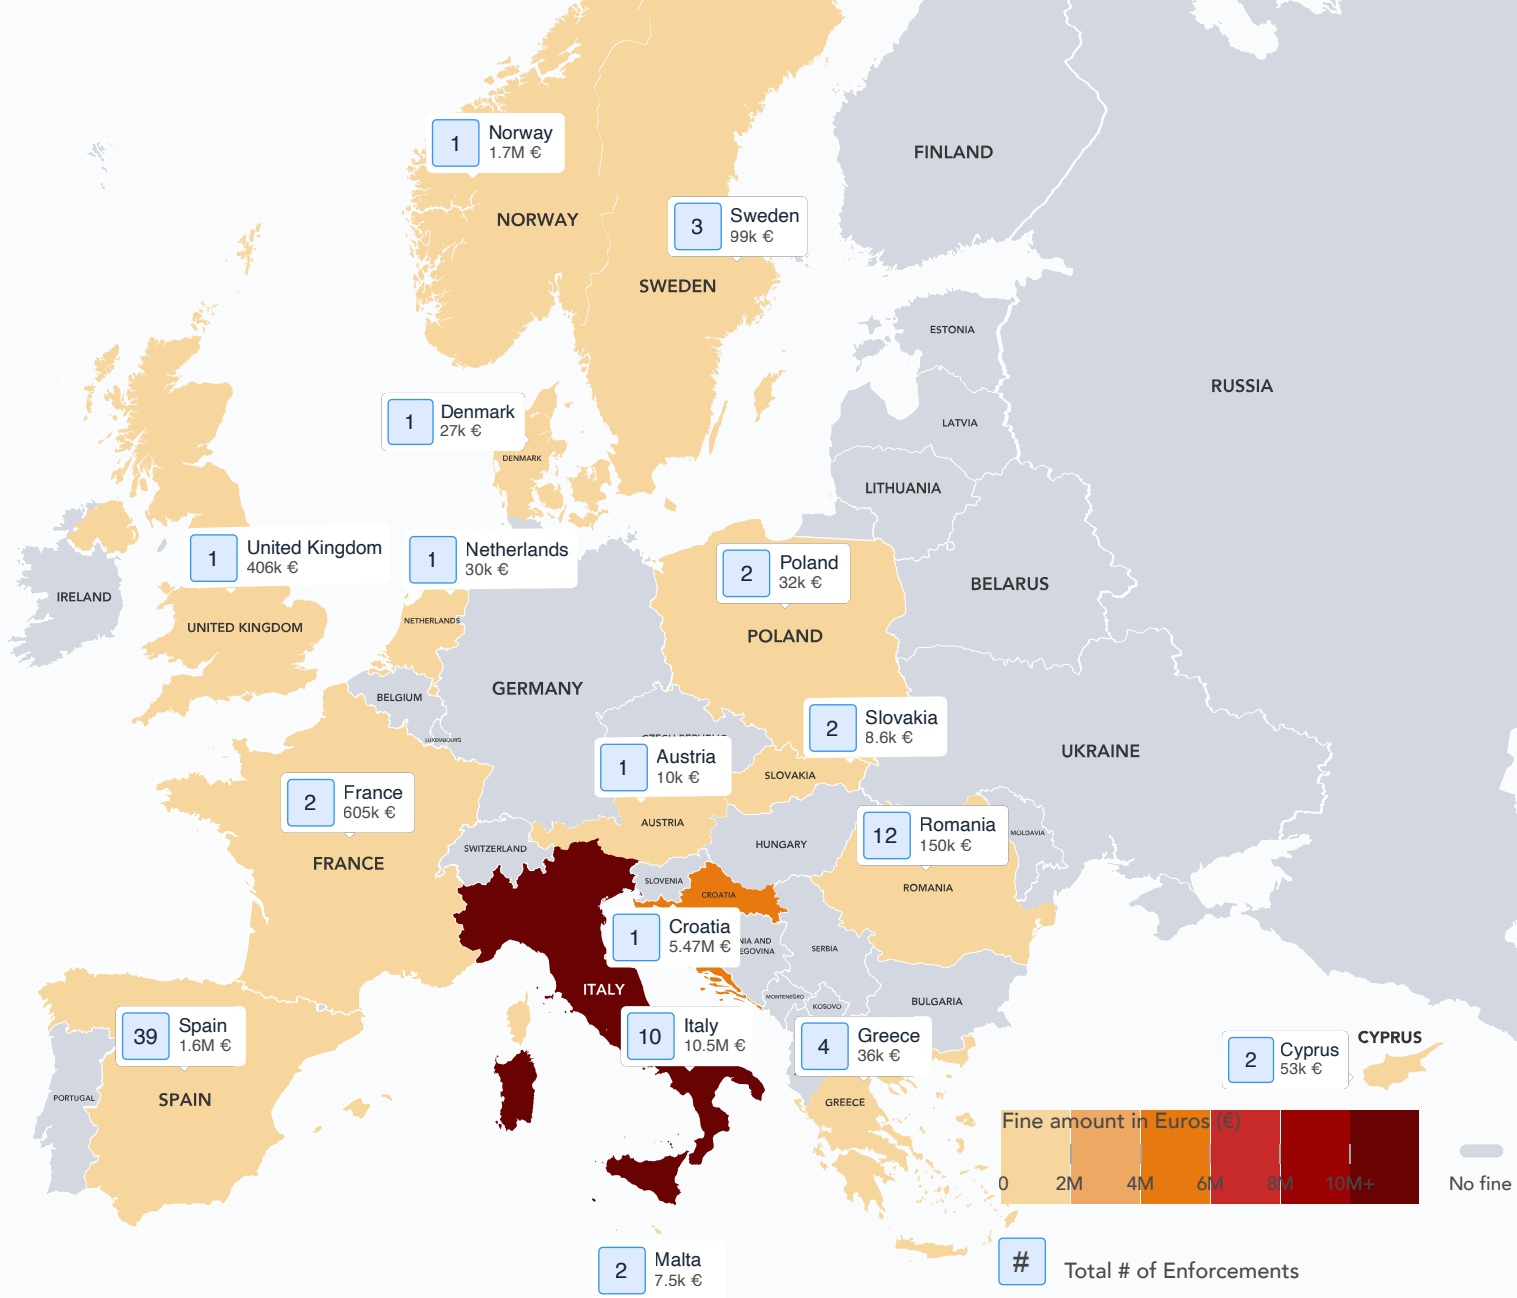 1
Norway
1.7M €
NORWAY
FINLAND
3
Sweden
99k €
SWEDEN
ESTONIA
RUSSIA
1
Denmark
27k €
DENMARK
LATVIA
LITHUANIA
1
United Kingdom
406k €
1
Netherlands
30k €
2
Poland
32k €
BELARUS
IRELAND
UNITED KINGDOM
NETHERLANDS
POLAND
GERMANY
BELGIUM
LUXEMBOURG
2
Slovakia
8.6k €
UKRAINE
1
Austria
10k €
SLOVAKIA
2
France
605k €
AUSTRIA
12
Romania
150k €
MOLDAVIA
HUNGARY
SWITZERLAND
FRANCE
SLOVENIA
CROATIA
ROMANIA
1
Croatia
5.47M €
NIA AND
EGOVINA
SERBIA
ITALY
MONTENEGRO
KOSOVO
BULGARIA
39
Spain
1.6M €
10
Italy
10.5M €
4
Greece
36k €
2
Cyprus
53k €
CYPRUS
PORTUGAL
SPAIN
GREECE
Fine amount in Euros (€)
0 2M 4M 6M 8M 10M+
No fine
2
Malta
7.5k €
#
Total # of Enforcements